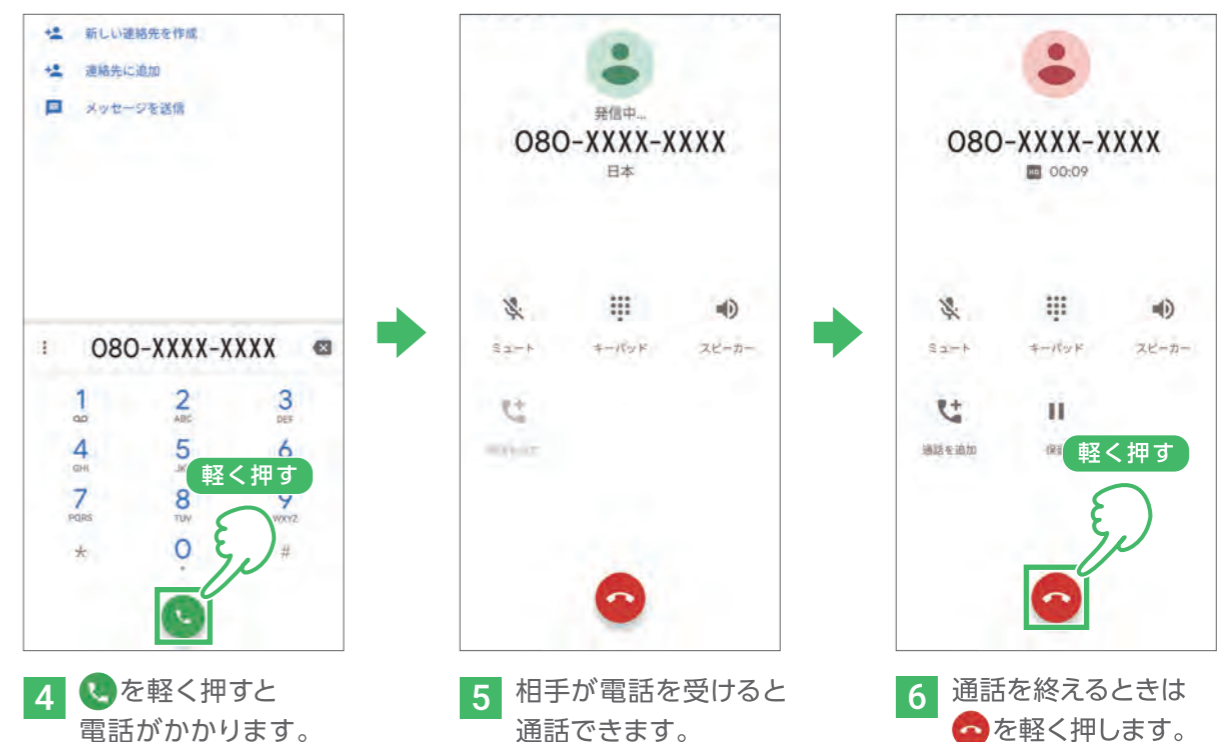 新しい連絡先を作成
連絡先に追加
メッセージを送信
080-XXXX-XXXX
1
2
ABC
3
DEF
4
GHI
5
6
軽く押す
7
PQRS
8
TUV
9
WXYZ
*
0
+
#
4 を軽く押すと
電話がかかります。
発信中...
080-XXXX-XXXX
日本
ミュート
キーパッド
スピーカー
5 相手が電話を受けると
通話できます。
080-XXXX-XXXX
HD 00:09
ミュート
キーパッド
スピーカー
通話を追加
軽く押す
6 通話を終えるときは
を軽く押します。